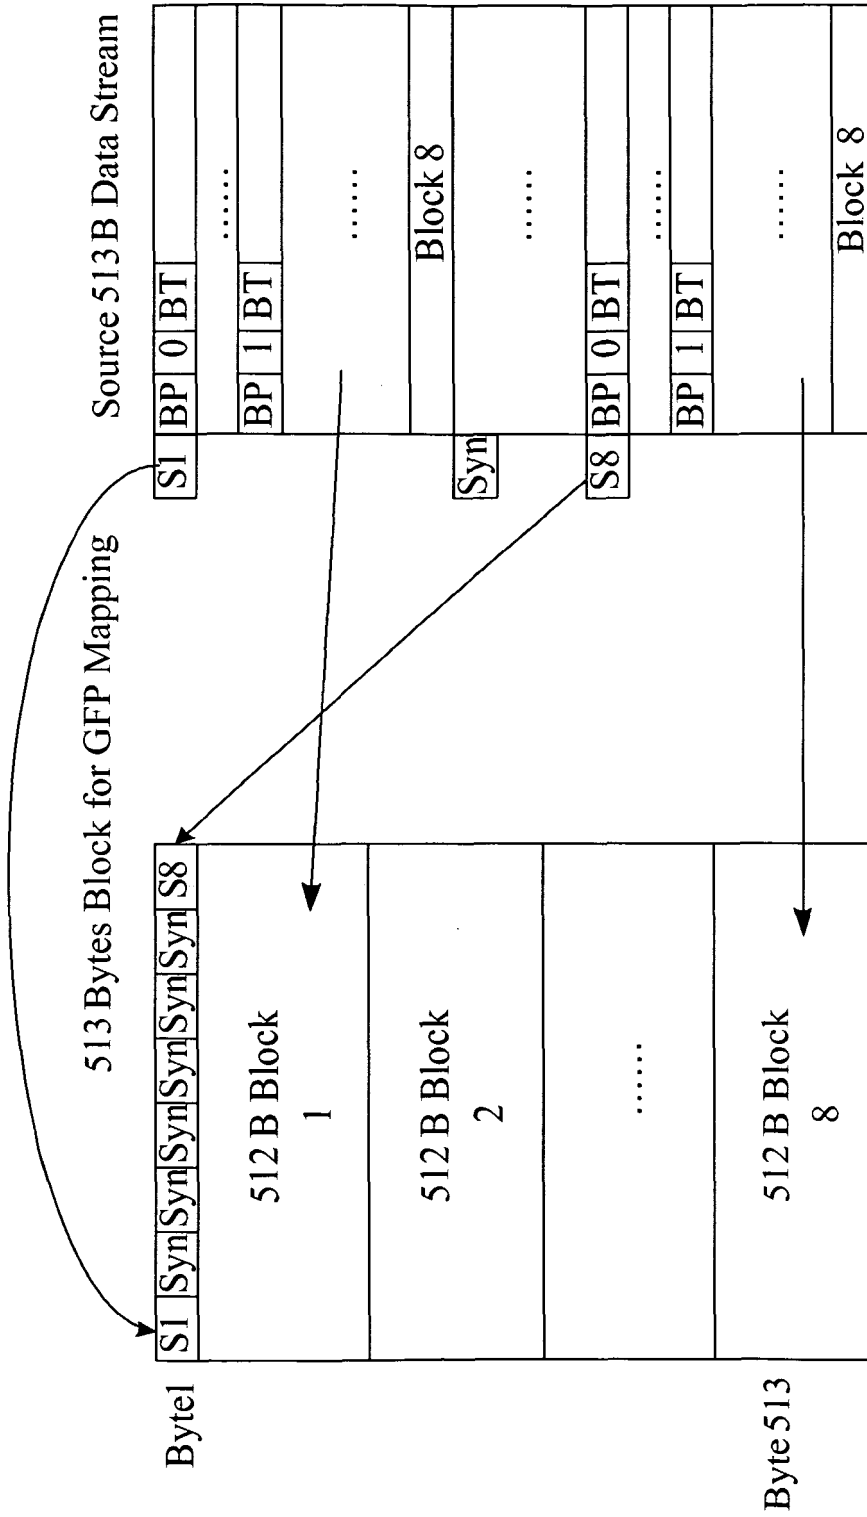 513 Bytes Block for GFP Mapping
Source 513 B Data Stream
Byte1
S1 Syn Syn Syn Syn Syn Syn S8
512 B Block
1
512 B Block
2
......
Byte 513
512 B Block
8
S1 BP 0 BT
......
BP 1 BT
......
Block 8
Syn
......
S8 BP 0 BT
......
BP 1 BT
......
Block 8